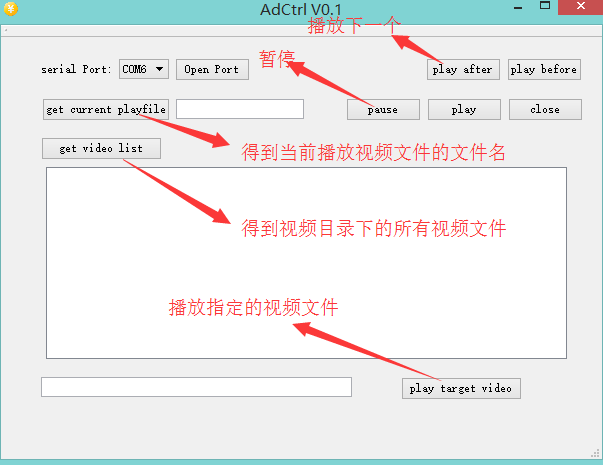 AdCtrl V0.1
播放下一个
暂停
serial Port: COM6 Open Port play after play before
get current playfile pause play close
get video list 得到当前播放视频文件的文件名
得到视频目录下的所有视频文件
播放指定的视频文件
play target video